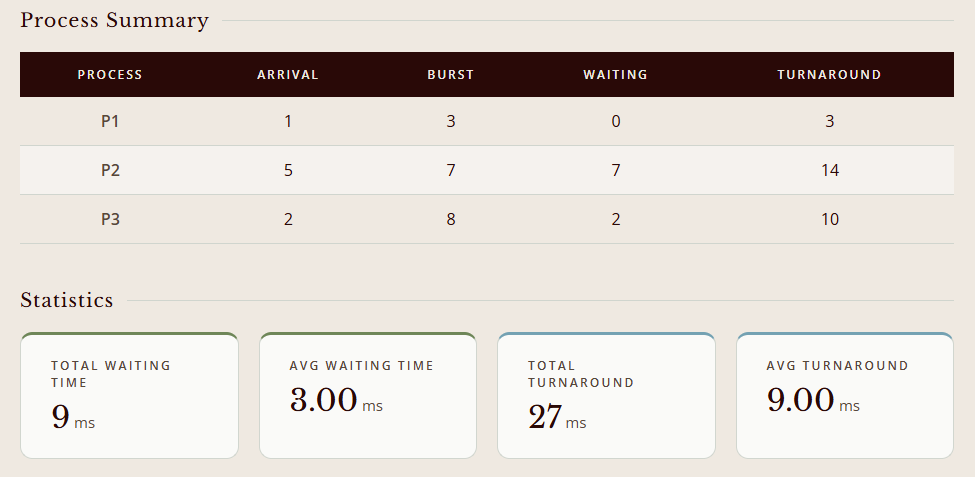 Process Summary
PROCESS ARRIVAL BURST WAITING TURNAROUND
P1 1 3 0 3
P2 5 7 7 14
P3 2 8 2 10
Statistics
TOTAL WAITING
TIME
9 ms
AVG WAITING TIME
3.00 ms
TOTAL
TURNAROUND
27 ms
AVG TURNAROUND
9.00 ms